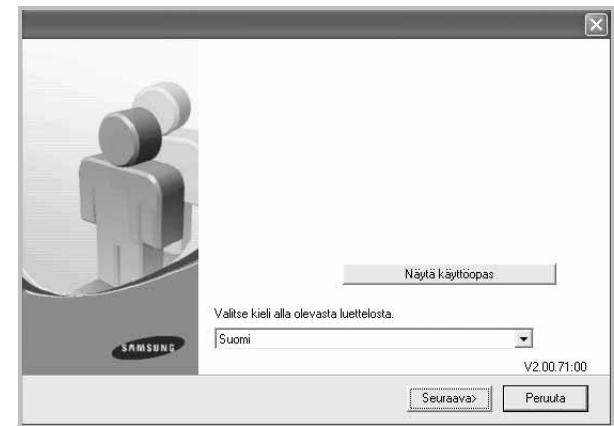 Näytä käyttöopas
Valitse kieli alla olevasta luettelosta.
Suomi
SAMSUNG
V2.00.71:00
Seuraava>
Peruuta